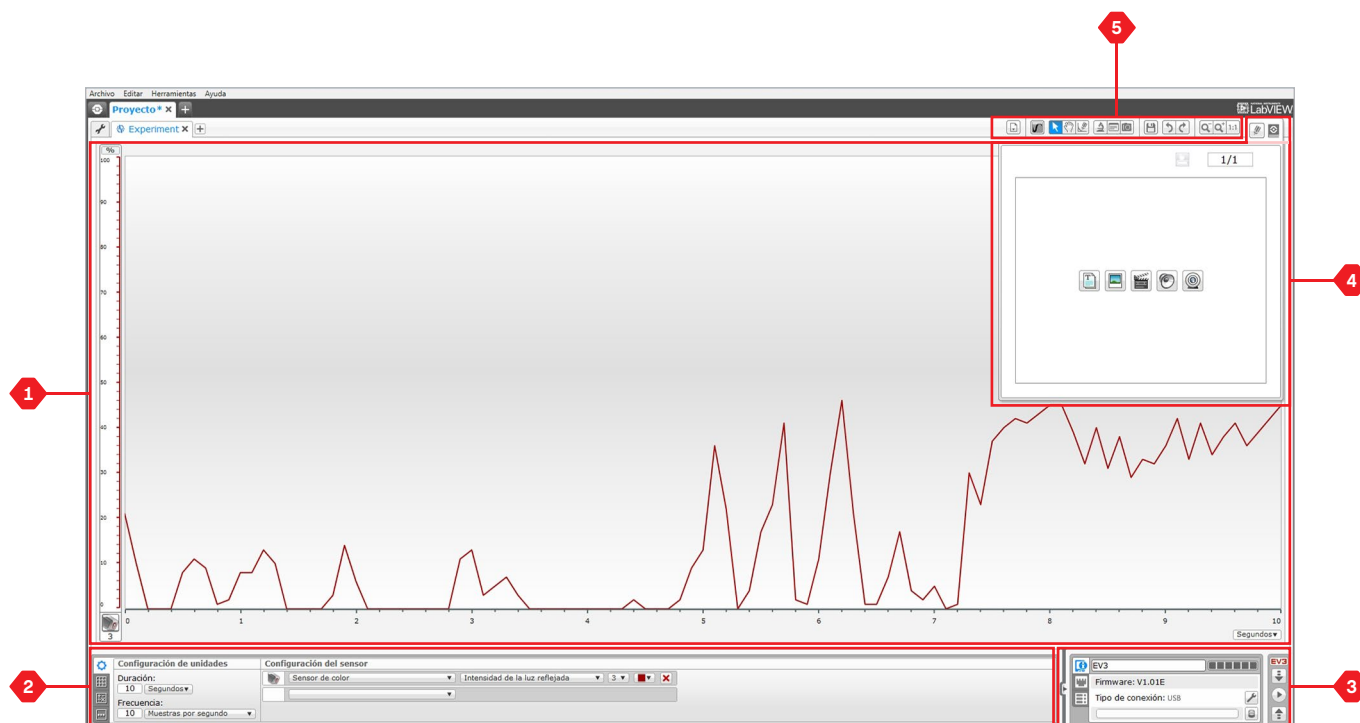 5
Archivo Editar Herramientas Ayuda
Proyecto* × +
LabVIEW
Experiment × +
1:1
%
100
90
80
70
60
50
40
30
20
10
0
1/1
T
4
1
0 1 2 3 4 5 6 7 8 9 10
3
Segundos
2
Configuración de unidades
Duración:
10 Segundos
Frecuencia:
10 Muestras por segundo
Configuración del sensor
Sensor de color
Intensidad de la luz reflejada
3
EV3
Firmware: V1.01E
Tipo de conexión: USB
EV3
3